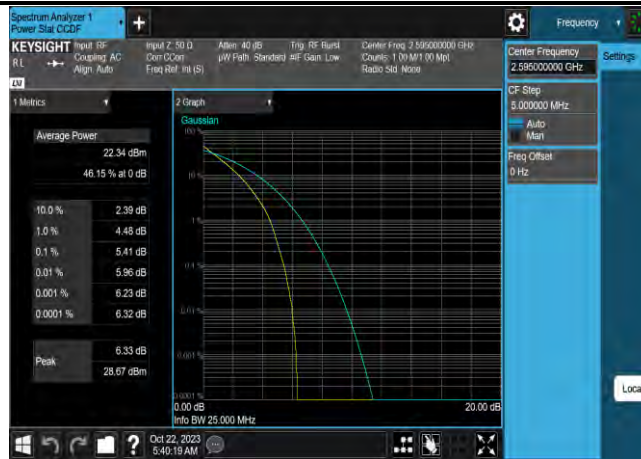 Spectrum Analyzer 1
Power Stat CCDF
+
Frequency
KEYSIGHT
Input: RF
Coupling: AC
Align: Auto
Input Z: 50 Ω
Corr CCorr
Freq Ref: Int (S)
Atten: 40 dB
µW Path: Standard
Trig: RF Burst
#IF Gain: Low
Center Freq: 2.595000000 GHz
Counts: 1.00 M/1.00 Mpt
Radio Std: None
RL
Center Frequency
2.595000000 GHz
Settings
CF Step
5.000000 MHz
Auto
Man
Freq Offset
0 Hz
1 Metrics
2 Graph
Average Power
22.34 dBm
46.15 % at 0 dB
10.0 % 2.39 dB
1.0 % 4.48 dB
0.1 % 5.41 dB
0.01 % 5.96 dB
0.001 % 6.23 dB
0.0001 % 6.32 dB
Peak
6.33 dB
28.67 dBm
Gaussian
100 %
10 %
1 %
0.1 %
0.01 %
0.001 %
0.0001 %
0.00 dB
20.00 dB
Info BW 25.000 MHz
Local
?
Oct 22, 2023
5:40:19 AM